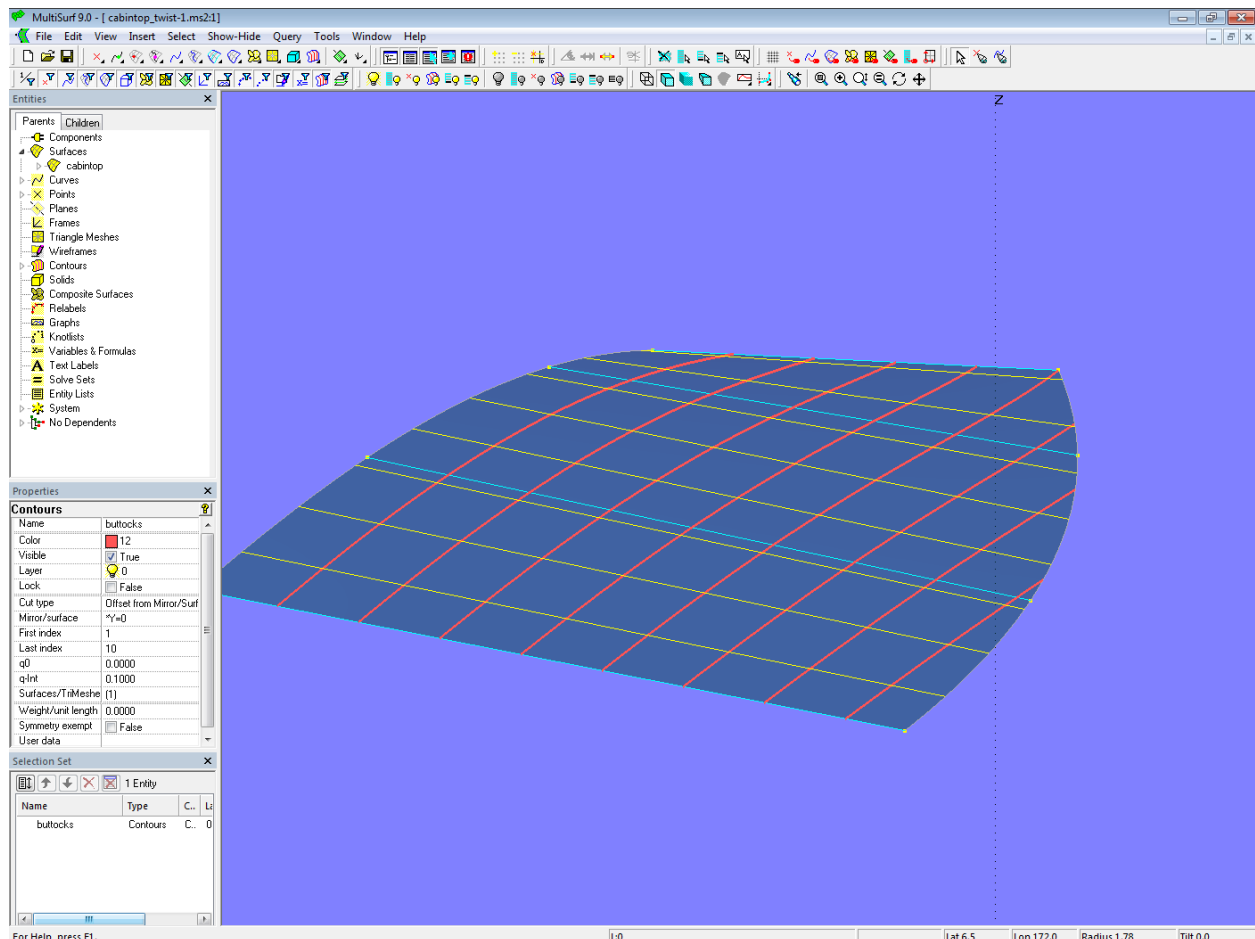 MultiSurf 9.0 - [ cabintop_twist-1.ms2:1]
File Edit View Insert Select Show-Hide Query Tools Window Help
Entities
Parents Children
Components
Surfaces
cabintop
Curves
Points
Planes
Frames
Triangle Meshes
Wireframes
Contours
Solids
Composite Surfaces
Relabels
Graphs
Knotlists
Variables & Formulas
Text Labels
Solve Sets
Entity Lists
System
No Dependents
Properties
Contours
Name buttocks
Color 12
Visible True
Layer 0
Lock False
Cut type Offset from Mirror/Surf
Mirror/surface *Y=0
First index 1
Last index 10
q0 0.0000
q-Int 0.1000
Surfaces/TriMeshe (1)
Weight/unit length 0.0000
Symmetry exempt False
User data
Selection Set
1 Entity
Name Type C.. La
buttocks Contours C.. 0
Z
For Help, press F1. L:0 Lat 6.5 Lon 172.0 Radius 1.78 Tilt 0.0